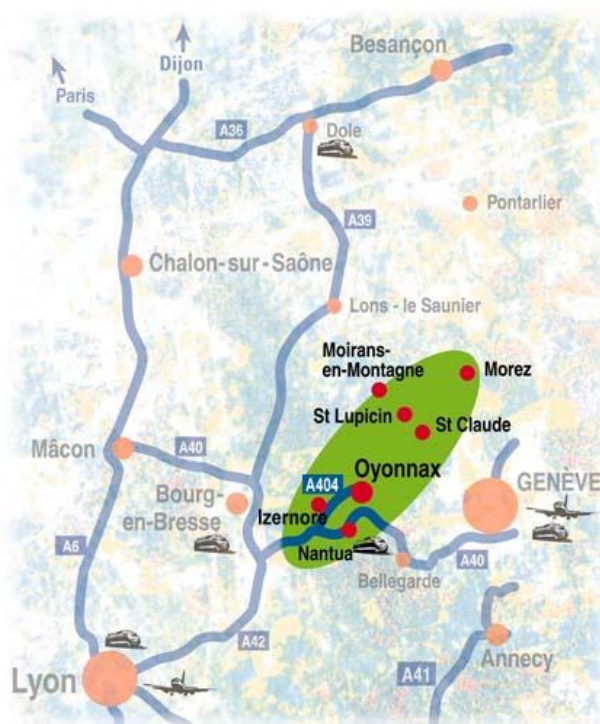 Besançon
Dijon
Paris
A36
Dole
Pontarlier
A39
Chalon-sur-Saône
Lons - le Saunier
Moirans-
en-Montagne
Morez
St Lupicin
St Claude
Mâcon
A40
Oyonnax
A404
GENÈVE
Bourg-
en-Bresse
Izernore
Nantua
A6
A40
Bellegarde
A42
Annecy
Lyon
A41